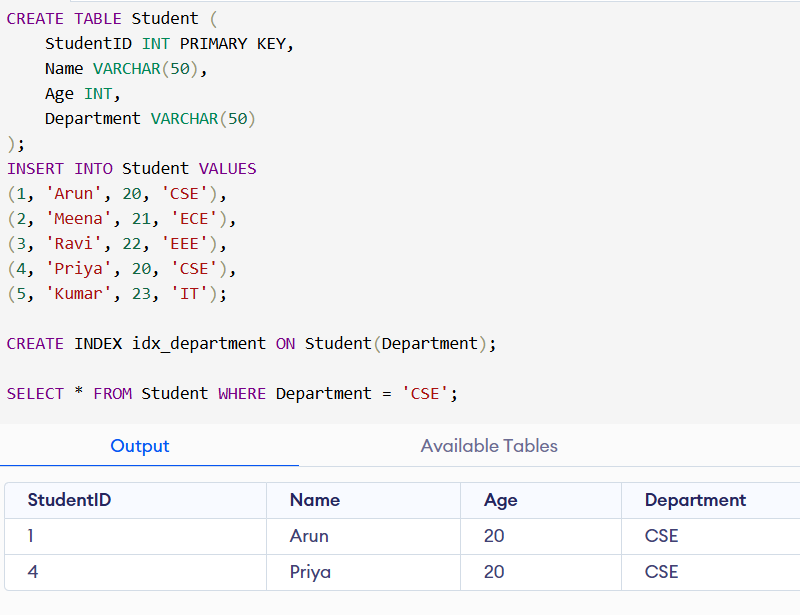 CREATE TABLE Student (
    StudentID INT PRIMARY KEY,
    Name VARCHAR(50),
    Age INT,
    Department VARCHAR(50)
);
INSERT INTO Student VALUES
(1, 'Arun', 20, 'CSE'),
(2, 'Meena', 21, 'ECE'),
(3, 'Ravi', 22, 'EEE'),
(4, 'Priya', 20, 'CSE'),
(5, 'Kumar', 23, 'IT');

CREATE INDEX idx_department ON Student(Department);

SELECT * FROM Student WHERE Department = 'CSE';
Output Available Tables
StudentID Name Age Department
1 Arun 20 CSE
4 Priya 20 CSE